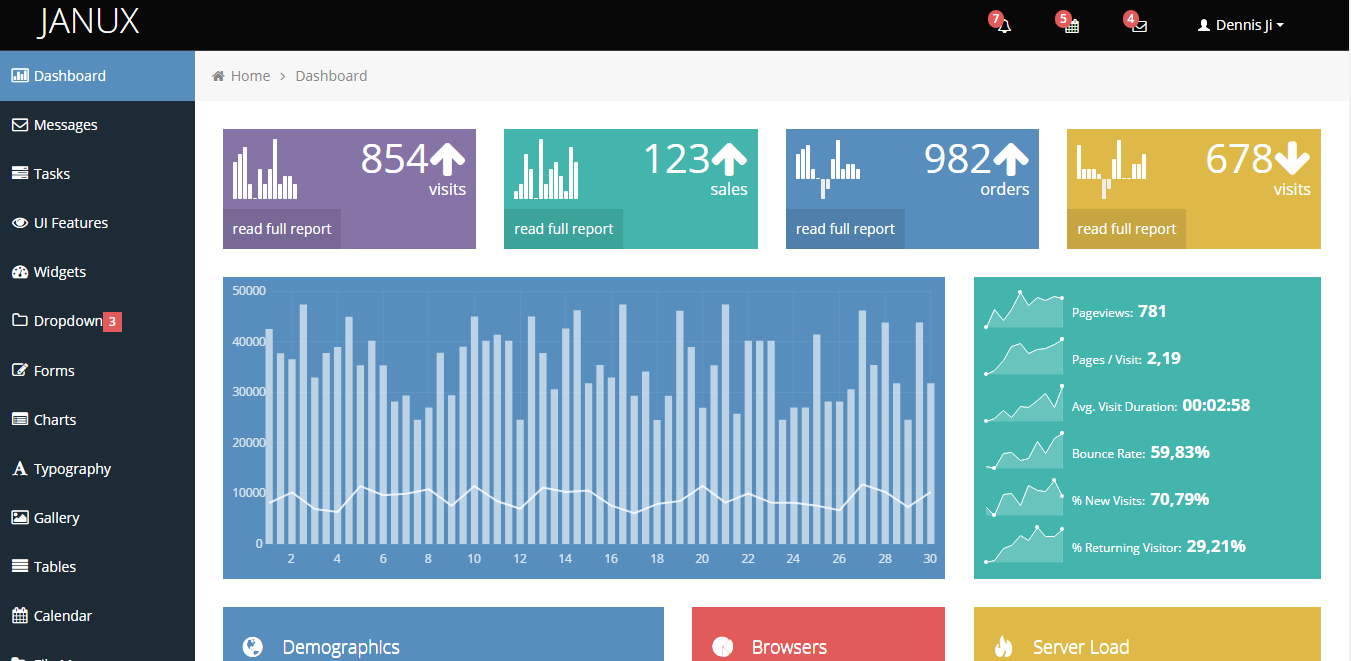 JANUX
7
5
4
Dennis Ji
Dashboard
Messages
Tasks
UI Features
Widgets
Dropdown 3
Forms
Charts
Typography
Gallery
Tables
Calendar
Home > Dashboard
854
visits
read full report
123
sales
read full report
982
orders
read full report
678
visits
read full report
50000
40000
30000
20000
10000
0
2 4 6 8 10 12 14 16 18 20 22 24 26 28 30
Pageviews: 781
Pages / Visit: 2,19
Avg. Visit Duration: 00:02:58
Bounce Rate: 59,83%
% New Visits: 70,79%
% Returning Visitor: 29,21%
Demographics
Browsers
Server Load